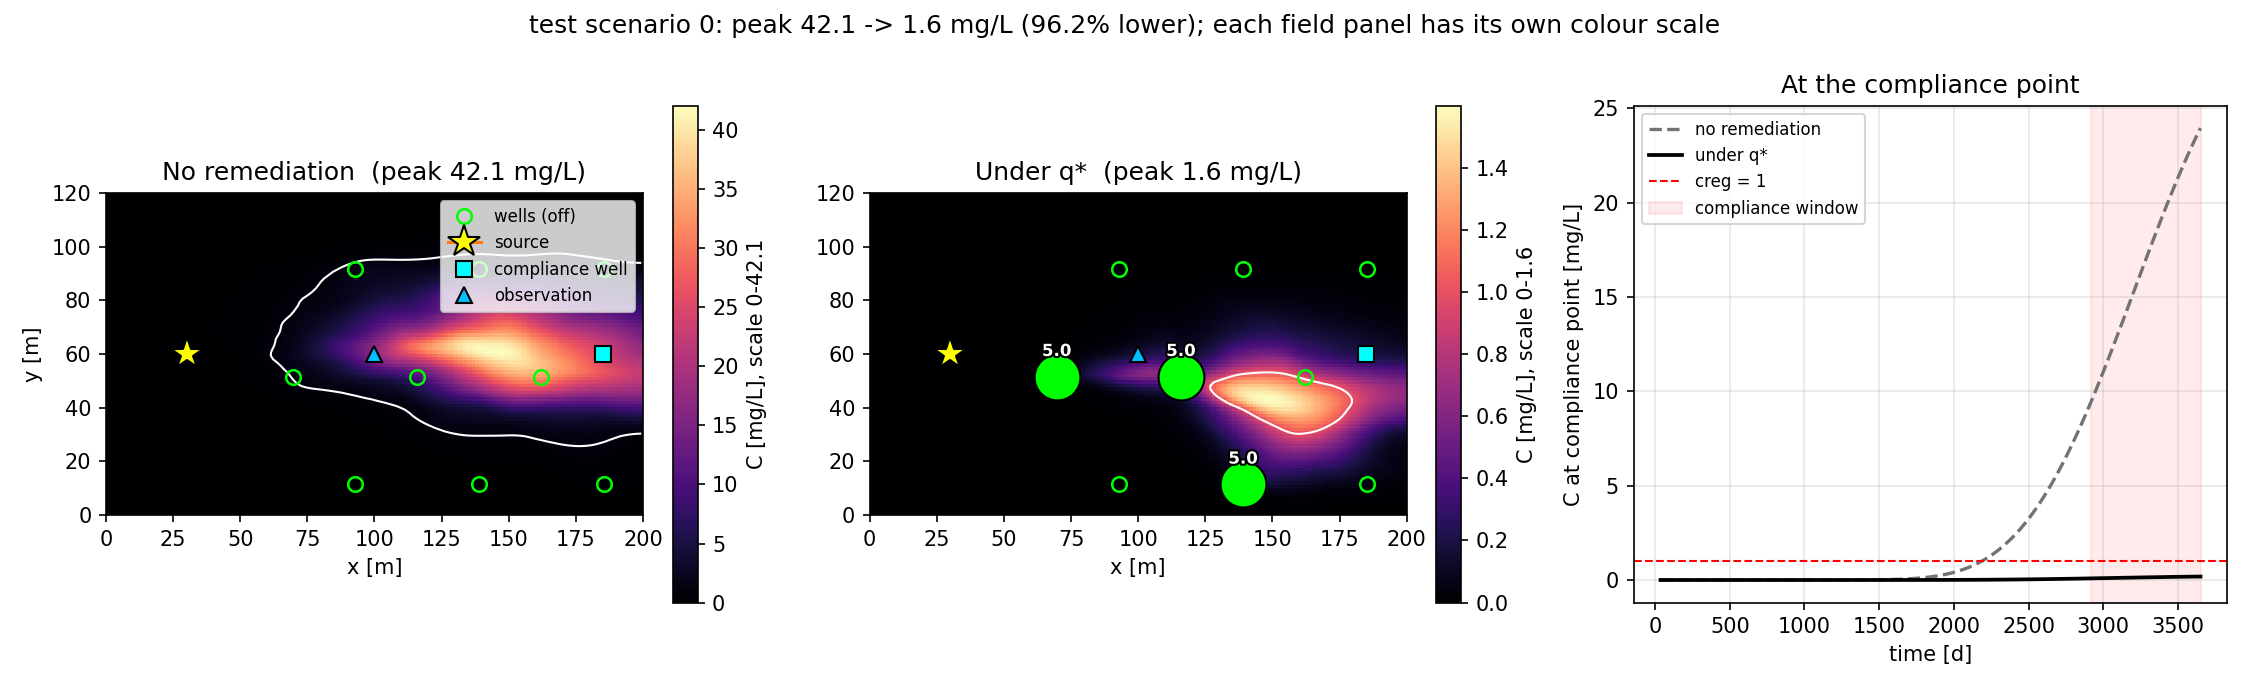 test scenario 0: peak 42.1 -> 1.6 mg/L (96.2% lower); each field panel has its own colour scale
No remediation  (peak 42.1 mg/L)
wells (off)
source
compliance well
observation
y [m]
120
100
80
60
40
20
0
0 25 50 75 100 125 150 175 200
x [m]
40
35
30
25
20
15
10
5
0
C [mg/L], scale 0-42.1
Under q*  (peak 1.6 mg/L)
120
100
80
60
40
20
0
5.0
5.0
5.0
0 25 50 75 100 125 150 175 200
x [m]
1.4
1.2
1.0
0.8
0.6
0.4
0.2
0.0
C [mg/L], scale 0-1.6
At the compliance point
no remediation
under q*
creg = 1
compliance window
C at compliance point [mg/L]
25
20
15
10
5
0
0 500 1000 1500 2000 2500 3000 3500
time [d]